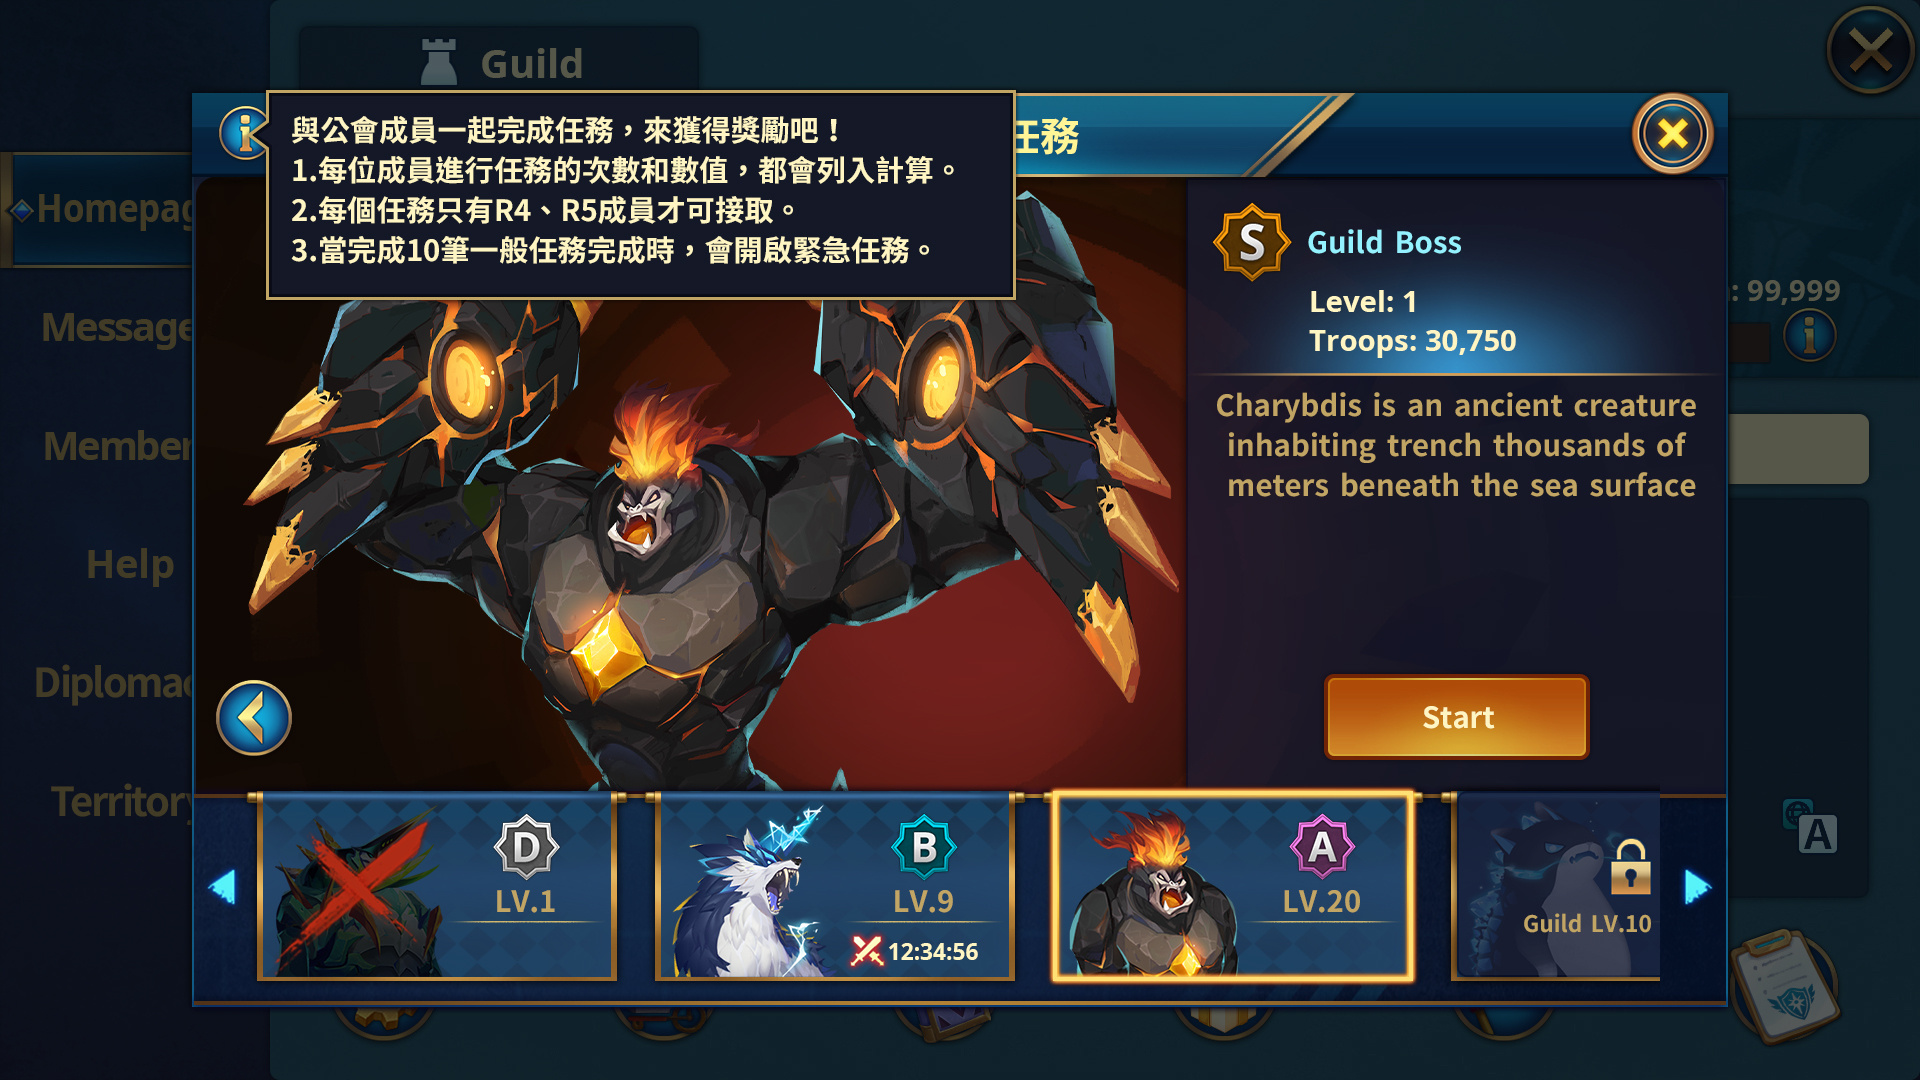 Guild
與公會成員一起完成任務，來獲得獎勵吧！
1.每位成員進行任務的次數和數值，都會列入計算。
2.每個任務只有R4、R5成員才可接取。
3.當完成10筆一般任務完成時，會開啟緊急任務。
任務
Homepag
Message
Member
Help
Diplomac
Territory
S
Guild Boss
Level: 1
Troops: 30,750
: 99,999
Charybdis is an ancient creature
inhabiting trench thousands of
meters beneath the sea surface
Start
D
LV.1
B
LV.9
12:34:56
A
LV.20
Guild LV.10
A